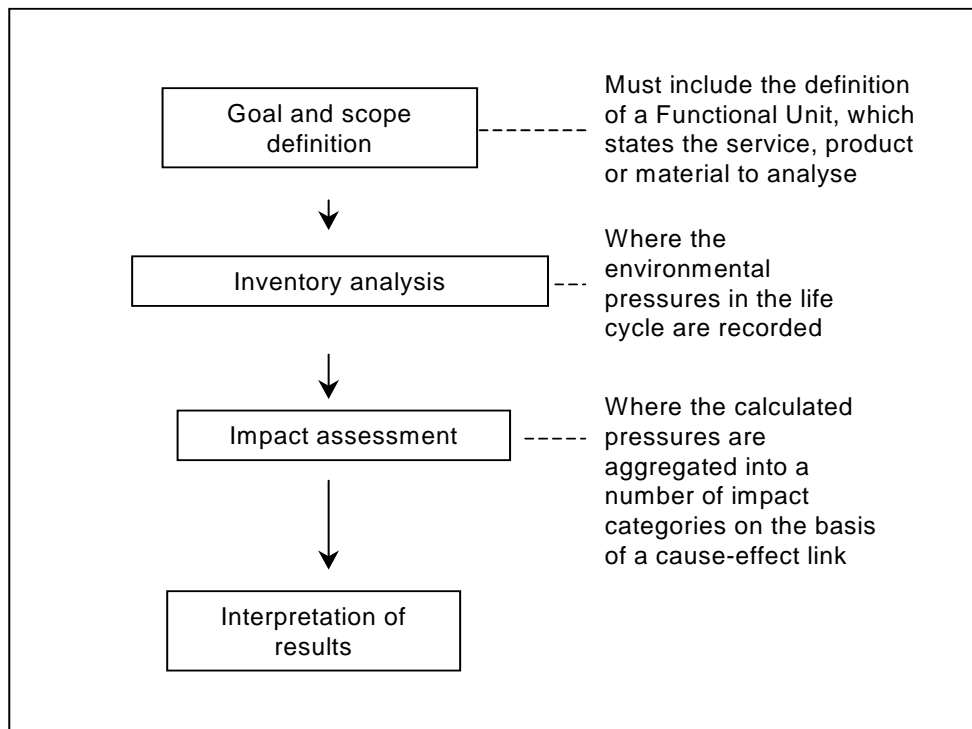 Goal and scope
definition
Must include the definition
of a Functional Unit, which
states the service, product
or material to analyse
Inventory analysis
Where the
environmental
pressures in the life
cycle are recorded
Impact assessment
Where the calculated
pressures are
aggregated into a
number of impact
categories on the basis
of a cause-effect link
Interpretation of
results